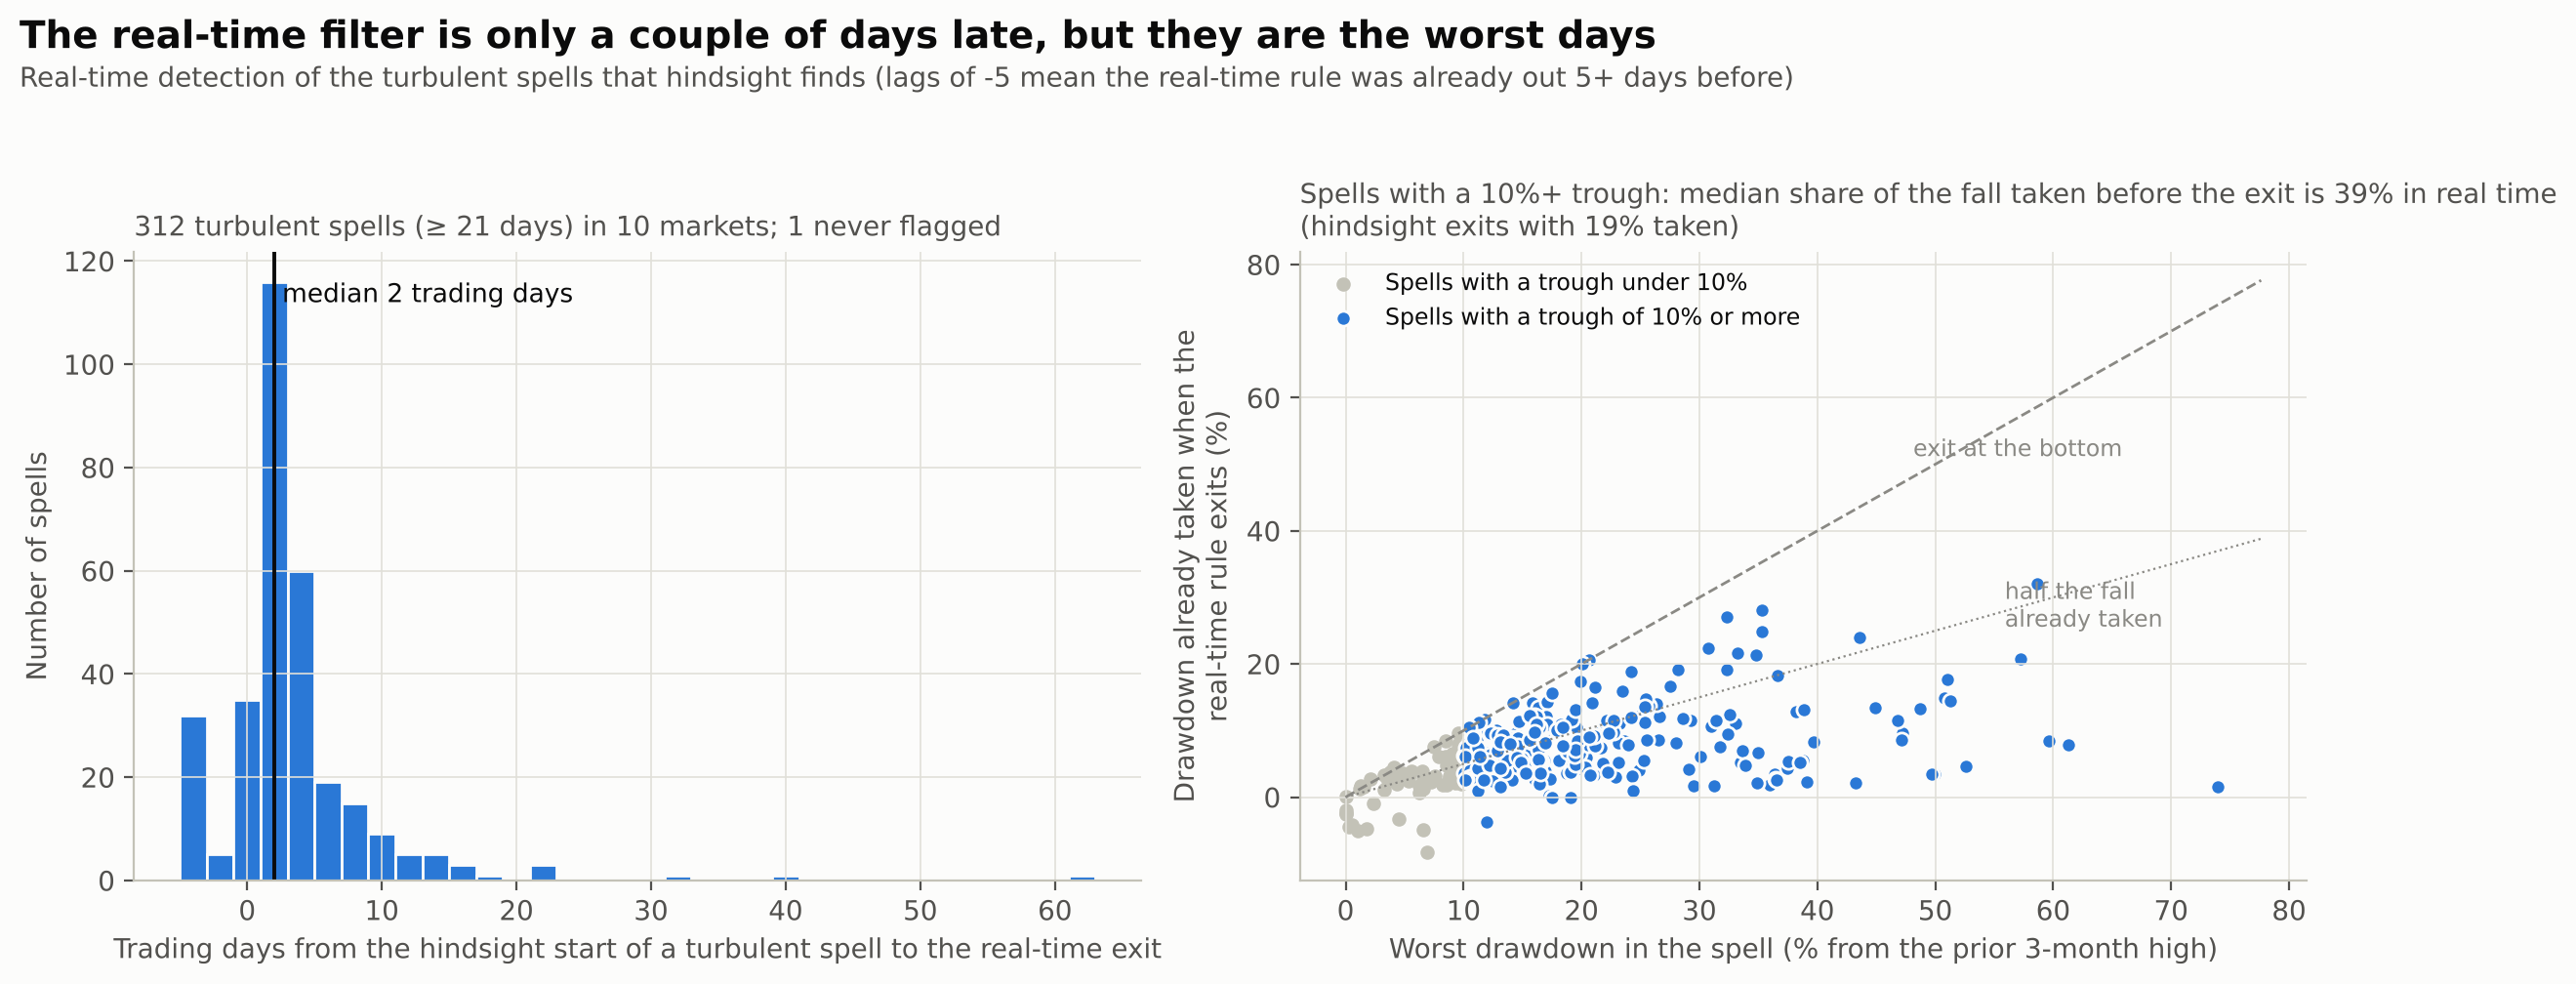 The real-time filter is only a couple of days late, but they are the worst days
Real-time detection of the turbulent spells that hindsight finds (lags of -5 mean the real-time rule was already out 5+ days before)
312 turbulent spells (≥ 21 days) in 10 markets; 1 never flagged
120
100
80
60
40
20
0
Number of spells
median 2 trading days
0 10 20 30 40 50 60
Trading days from the hindsight start of a turbulent spell to the real-time exit
Spells with a 10%+ trough: median share of the fall taken before the exit is 39% in real time
(hindsight exits with 19% taken)
80
60
40
20
0
Drawdown already taken when the
real-time rule exits (%)
Spells with a trough under 10%
Spells with a trough of 10% or more
exit at the bottom
half the fall
already taken
0 10 20 30 40 50 60 70 80
Worst drawdown in the spell (% from the prior 3-month high)